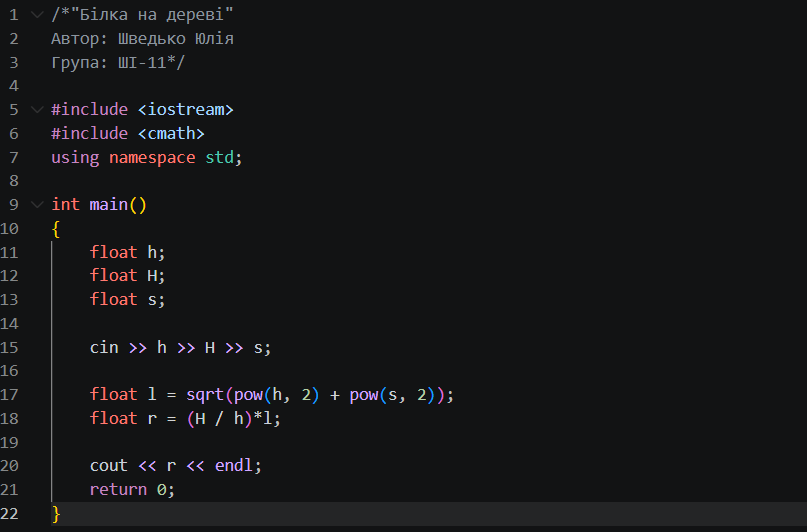 1 /*"Білка на дереві"
2 Автор: Шведько Юлія
3 Група: ШІ-11*/
4
5 #include <iostream>
6 #include <cmath>
7 using namespace std;
8
9 int main()
10 {
11     float h;
12     float H;
13     float s;
14
15     cin >> h >> H >> s;
16
17     float l = sqrt(pow(h, 2) + pow(s, 2));
18     float r = (H / h)*l;
19
20     cout << r << endl;
21     return 0;
22 }